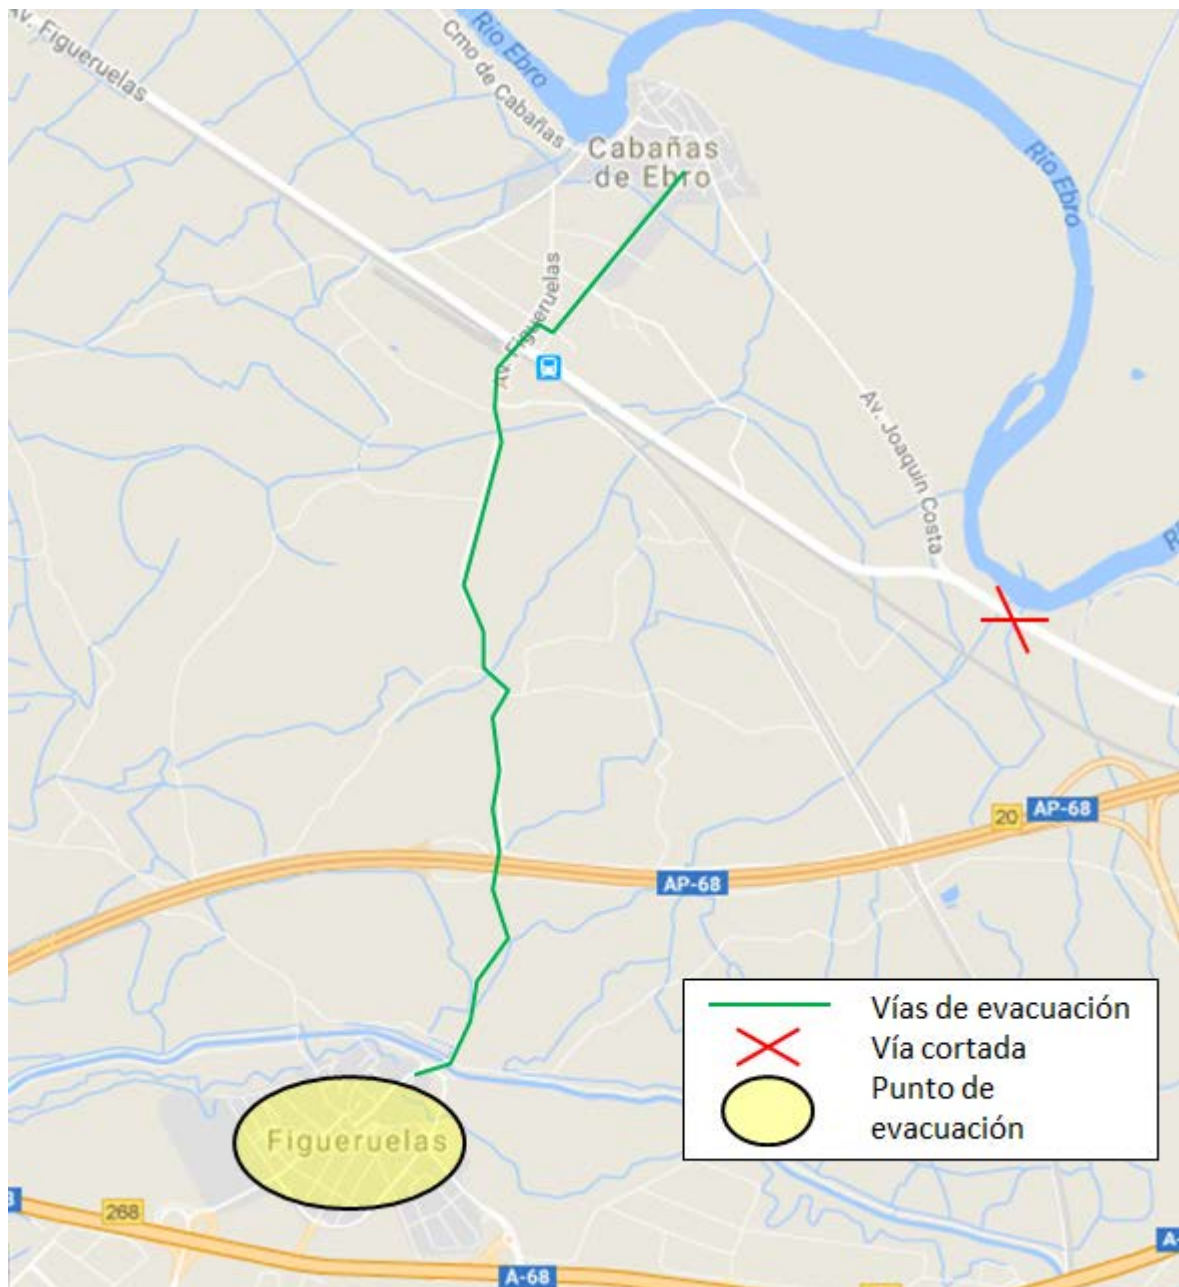 Av. Figueruelas
Río Ebro
Cmo de Cabañas
Cabañas
de Ebro
Río Ebro
Av. Figueruelas
Av. Joaquín Costa
20
AP-68
AP-68
Vías de evacuación
Vía cortada
Punto de
evacuación
Figueruelas
268
A-68